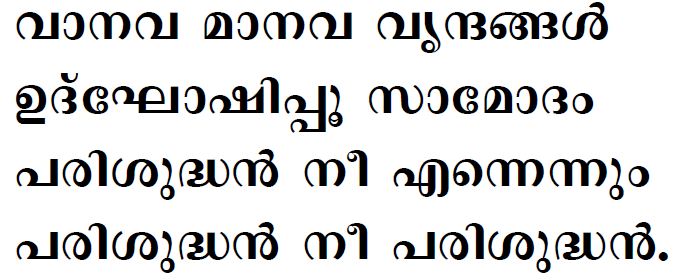 വാനവ മാനവ വൃന്ദങ്ങൾ
ഉദ്ഘോഷിപ്പൂ സാമോദം
പരിശുദ്ധൻ നീ എന്നെന്നും
പരിശുദ്ധൻ നീ പരിശുദ്ധൻ.